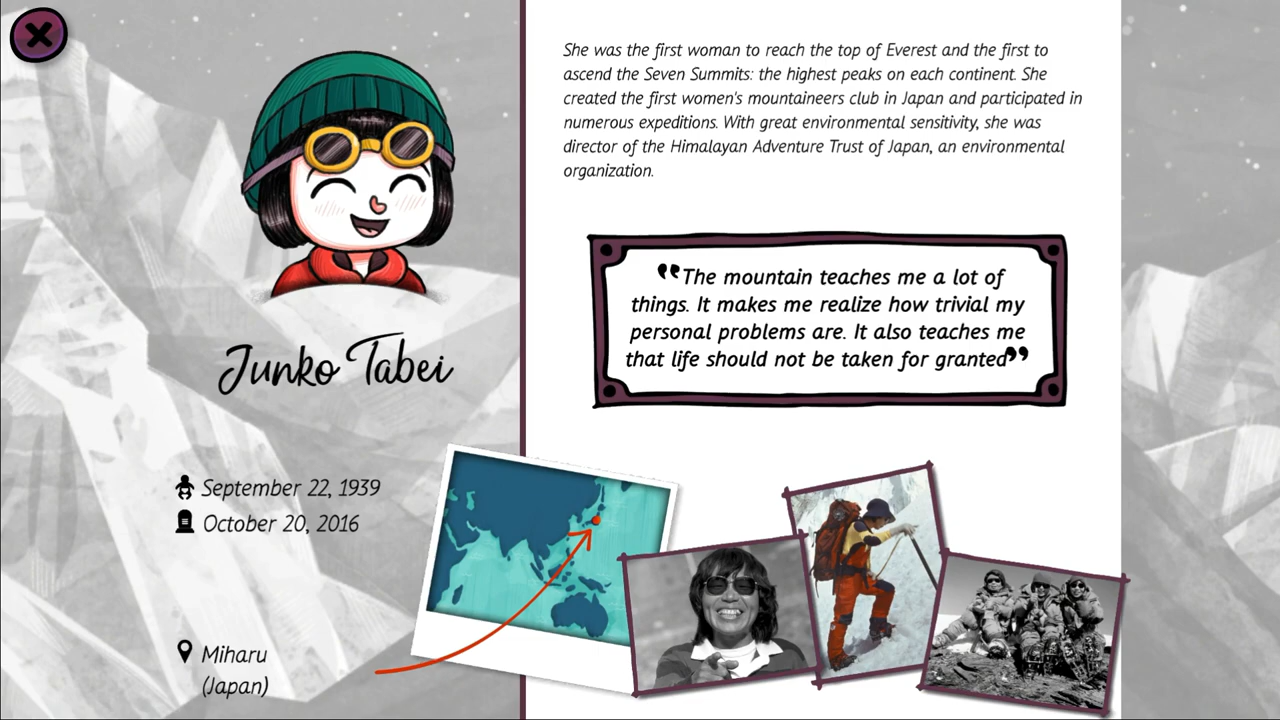 She was the first woman to reach the top of Everest and the first to
ascend the Seven Summits: the highest peaks on each continent. She
created the first women's mountaineers club in Japan and participated in
numerous expeditions. With great environmental sensitivity, she was
director of the Himalayan Adventure Trust of Japan, an environmental
organization.
“The mountain teaches me a lot of
things. It makes me realize how trivial my
personal problems are. It also teaches me
that life should not be taken for granted”
Junko Tabei
September 22, 1939
October 20, 2016
Miharu
(Japan)